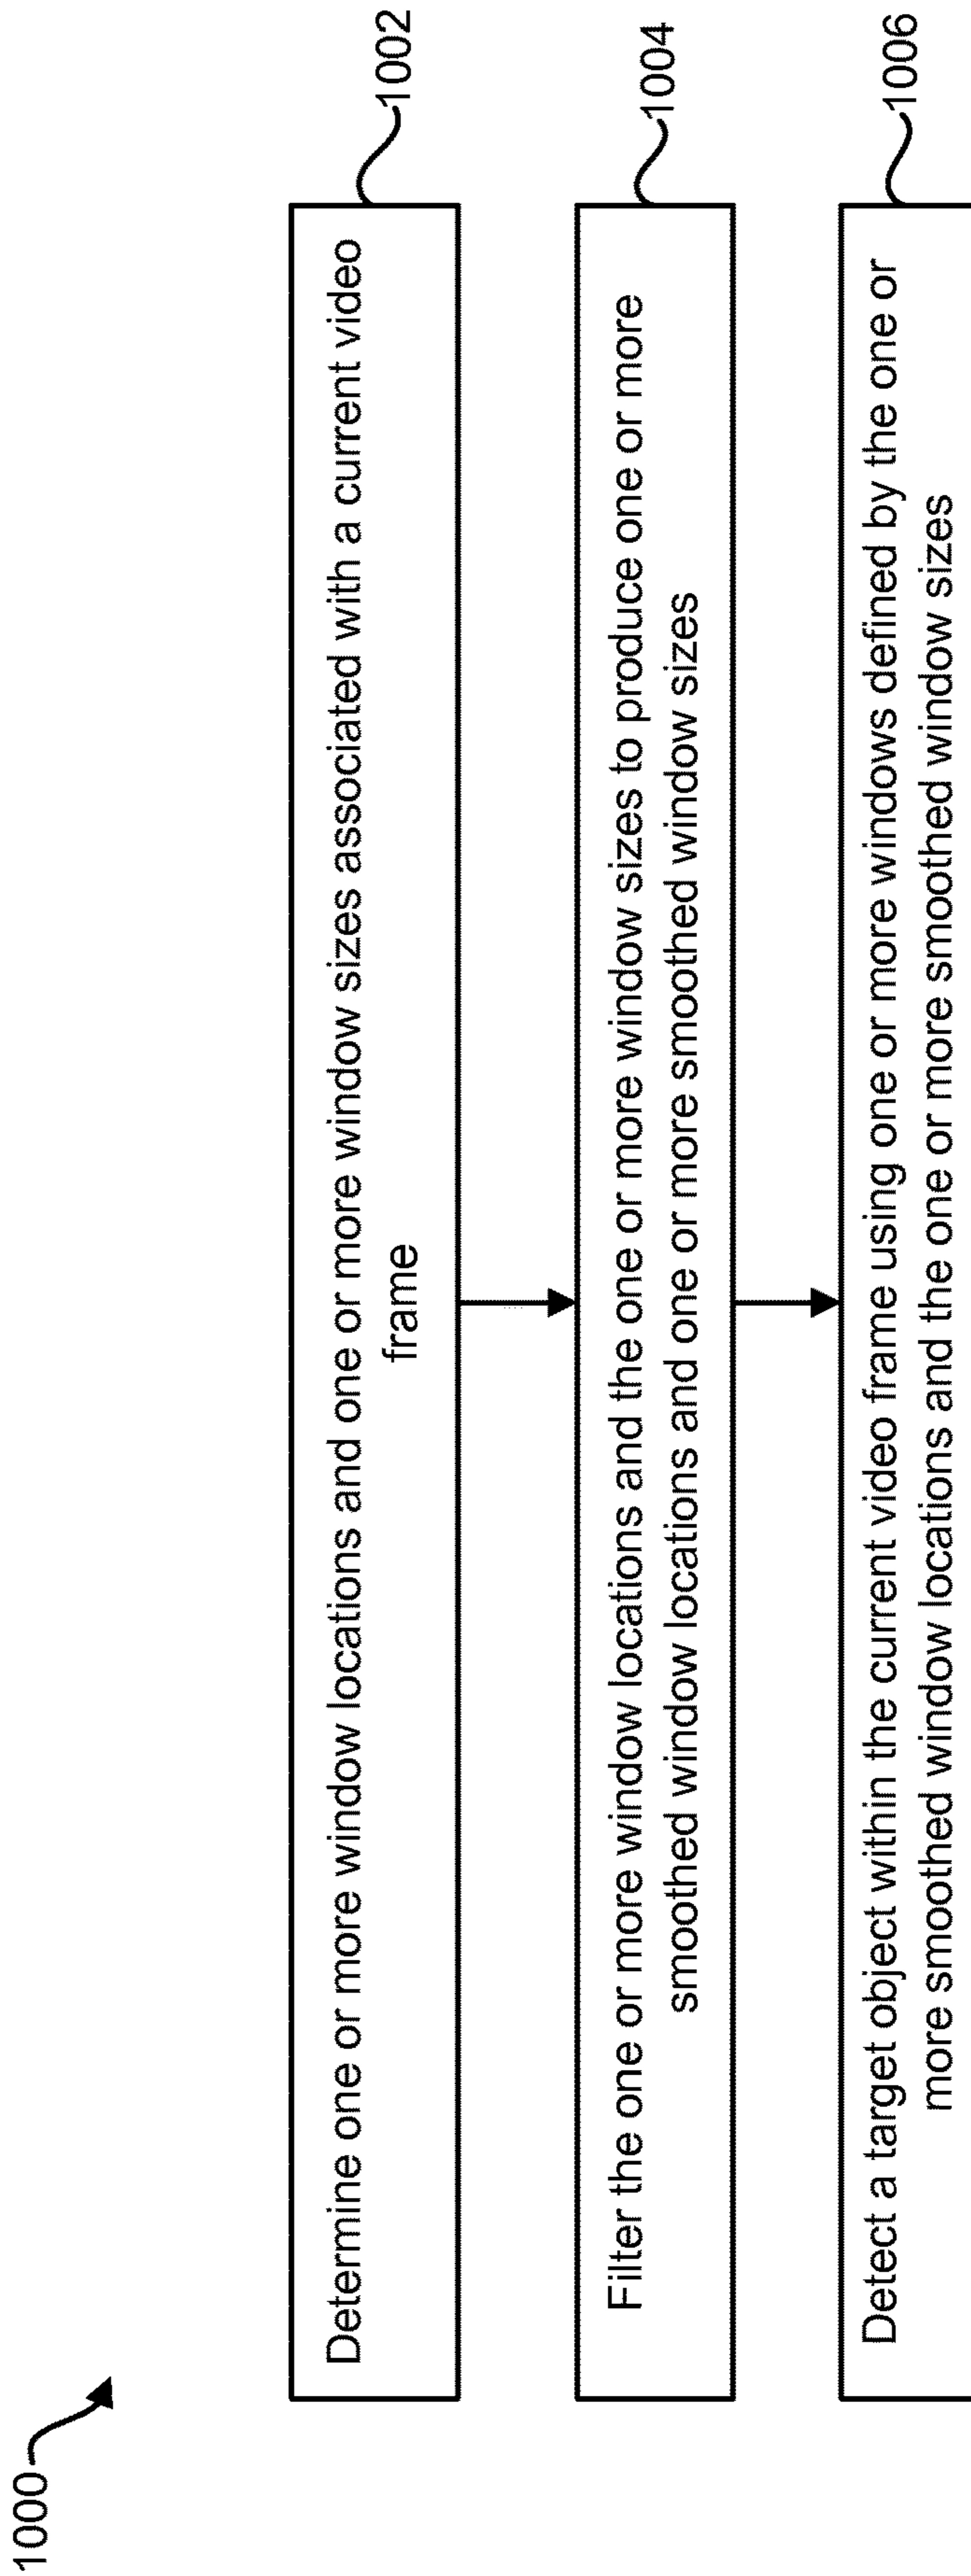 1000
Determine one or more window locations and one or more window sizes associated with a current video
frame
1002
Filter the one or more window locations and the one or more window sizes to produce one or more
smoothed window locations and one or more smoothed window sizes
1004
Detect a target object within the current video frame using one or more windows defined by the one or
more smoothed window locations and the one or more smoothed window sizes
1006